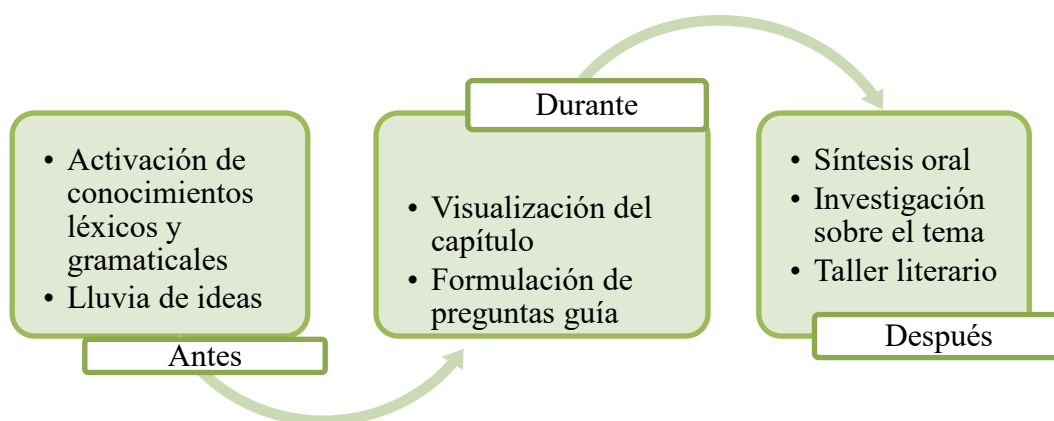 • Activación de
conocimientos
léxicos y
gramaticales
• Lluvia de ideas
Antes
Durante
• Visualización del
capítulo
• Formulación de
preguntas guía
• Síntesis oral
• Investigación
sobre el tema
• Taller literario
Después